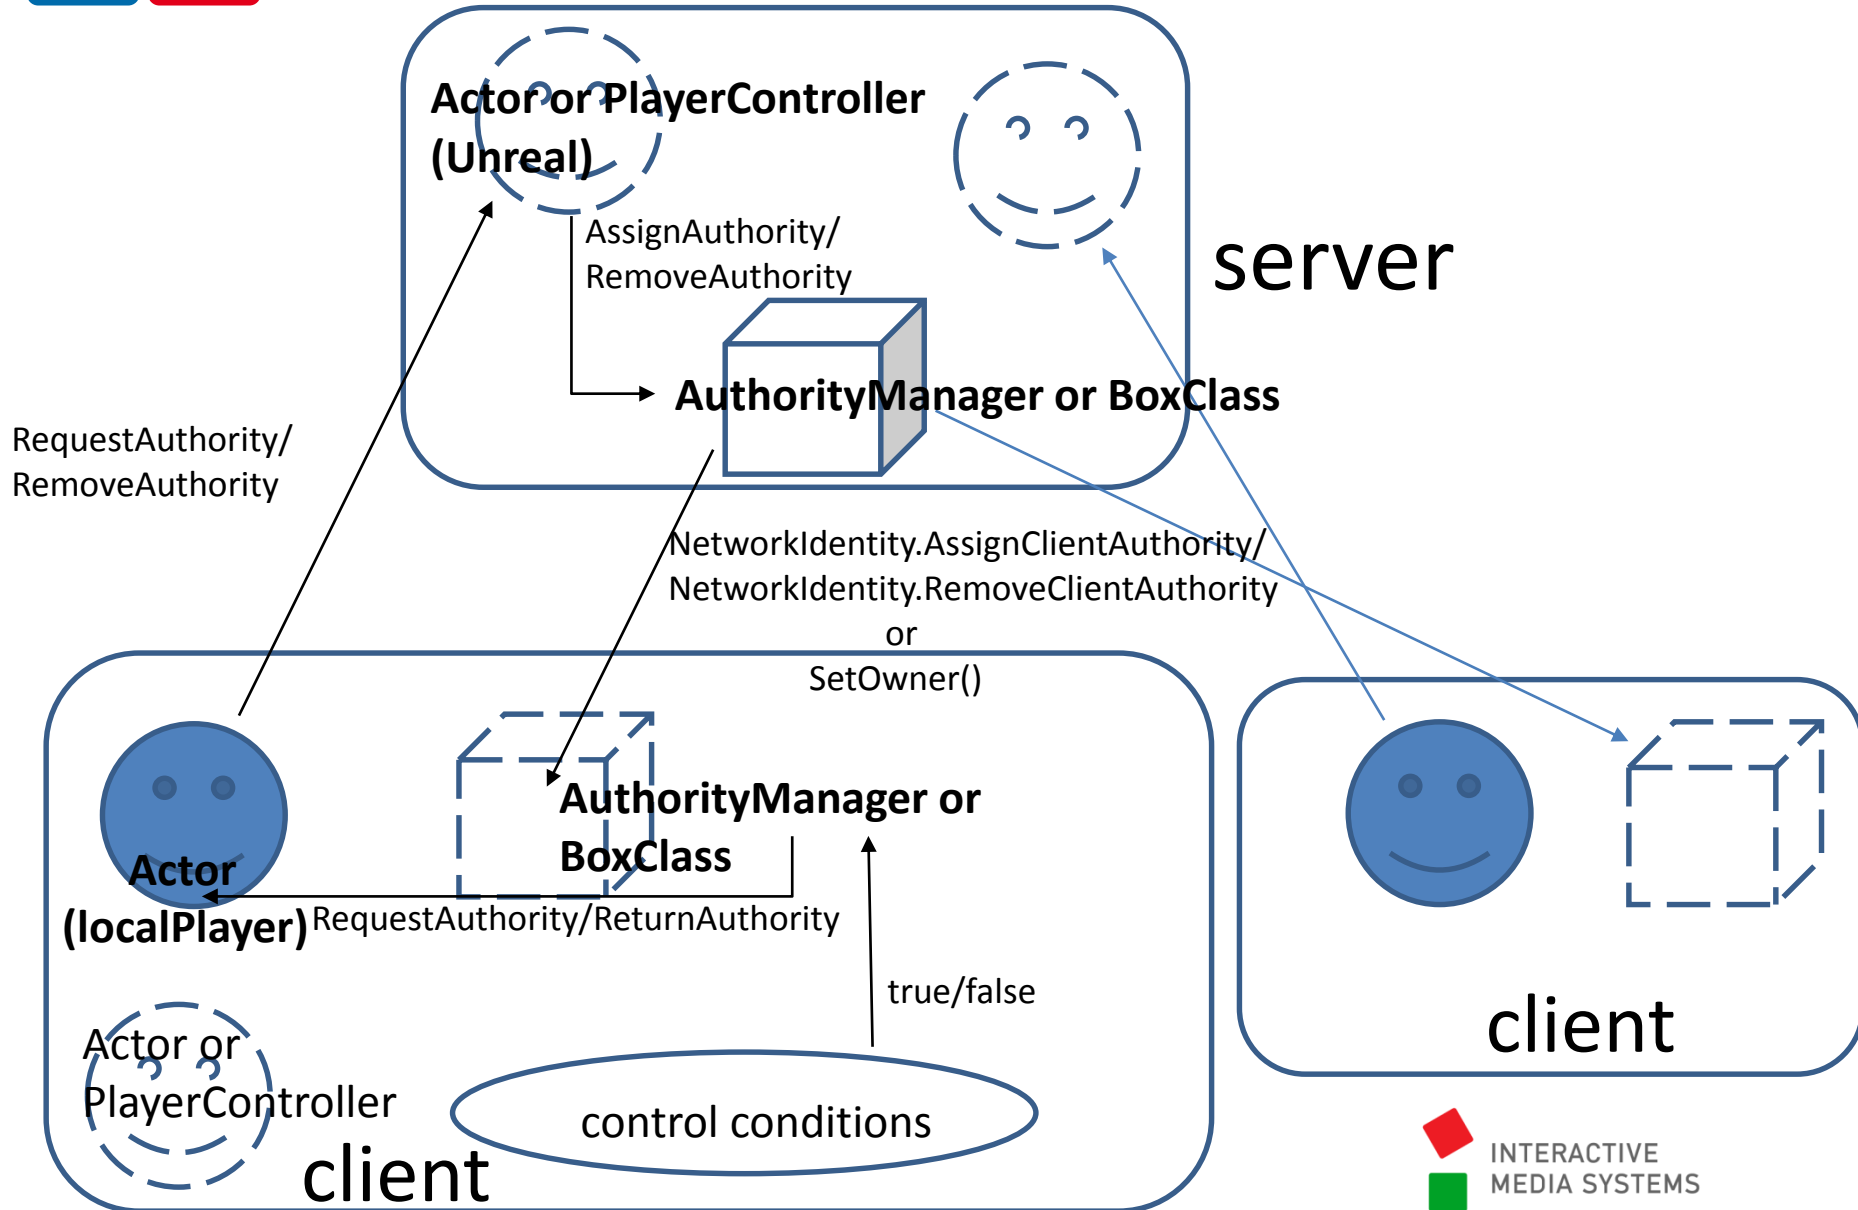 Actor or PlayerController
(Unreal)
AssignAuthority/
RemoveAuthority
server
AuthorityManager or BoxClass
RequestAuthority/
RemoveAuthority
NetworkIdentity.AssignClientAuthority/
NetworkIdentity.RemoveClientAuthority
or
SetOwner()
AuthorityManager or
BoxClass
Actor
(localPlayer)
RequestAuthority/ReturnAuthority
true/false
Actor or
PlayerController
control conditions
client
client
INTERACTIVE
MEDIA SYSTEMS